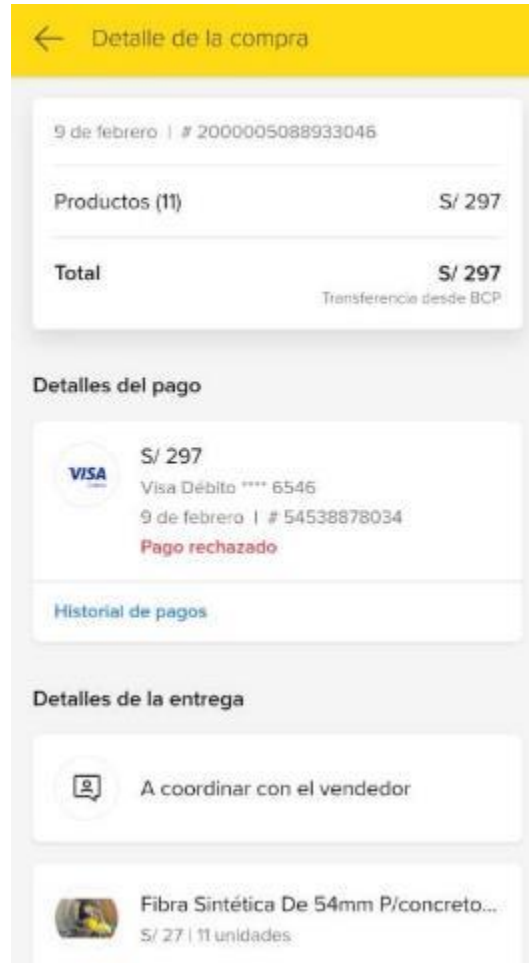 Detalle de la compra
9 de febrero | # 2000005088933046
Productos (11) S/ 297
Total S/ 297
Transferencia desde BCP
Detalles del pago
VISA
S/ 297
Visa Débito **** 6546
9 de febrero | # 54538878034
Pago rechazado
Historial de pagos
Detalles de la entrega
A coordinar con el vendedor
Fibra Sintética De 54mm P/concreto...
S/ 27 | 11 unidades